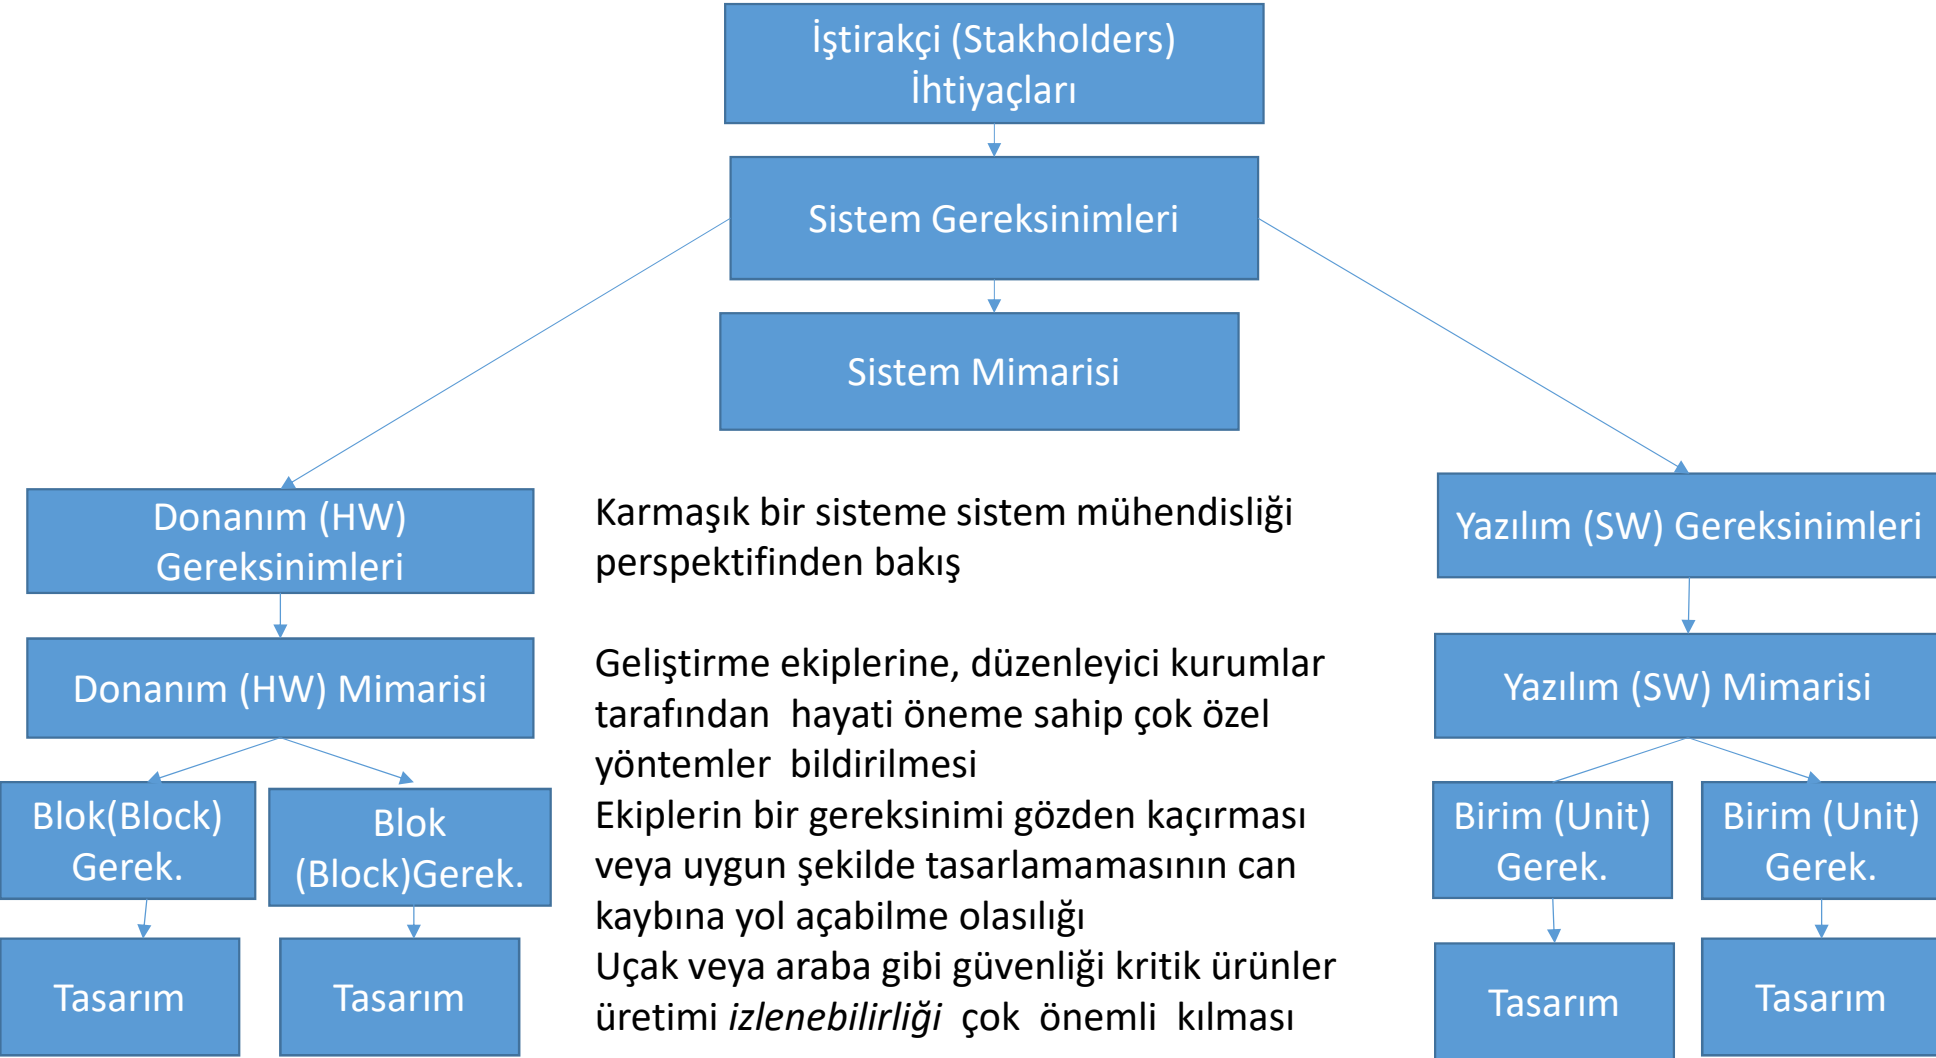 İştirakçi (Stakholders)
İhtiyaçları
Sistem Gereksinimleri
Sistem Mimarisi
Donanım (HW)
Gereksinimleri
Donanım (HW) Mimarisi
Blok(Block)
Gerek.
Blok
(Block)Gerek.
Tasarım
Tasarım
Karmaşık bir sisteme sistem mühendisliği
perspektifinden bakış
Geliştirme ekiplerine, düzenleyici kurumlar
tarafından hayati öneme sahip çok özel
yöntemler bildirilmesi
Ekiplerin bir gereksinimi gözden kaçırması
veya uygun şekilde tasarlamamasının can
kaybına yol açabilme olasılığı
Uçak veya araba gibi güvenliği kritik ürünler
üretimi izlenebilirliği çok önemli kılması
Yazılım (SW) Gereksinimleri
Yazılım (SW) Mimarisi
Birim (Unit)
Gerek.
Birim (Unit)
Gerek.
Tasarım
Tasarım